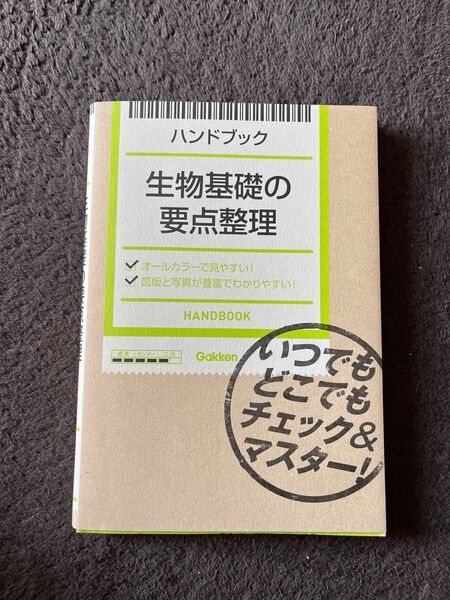 ハンドブック
生物基礎の
要点整理
オールカラーで見やすい!
図版と写真が豊富でわかりやすい!
HANDBOOK
Gakken
いつでも
どこでも
チェック&
マスター!